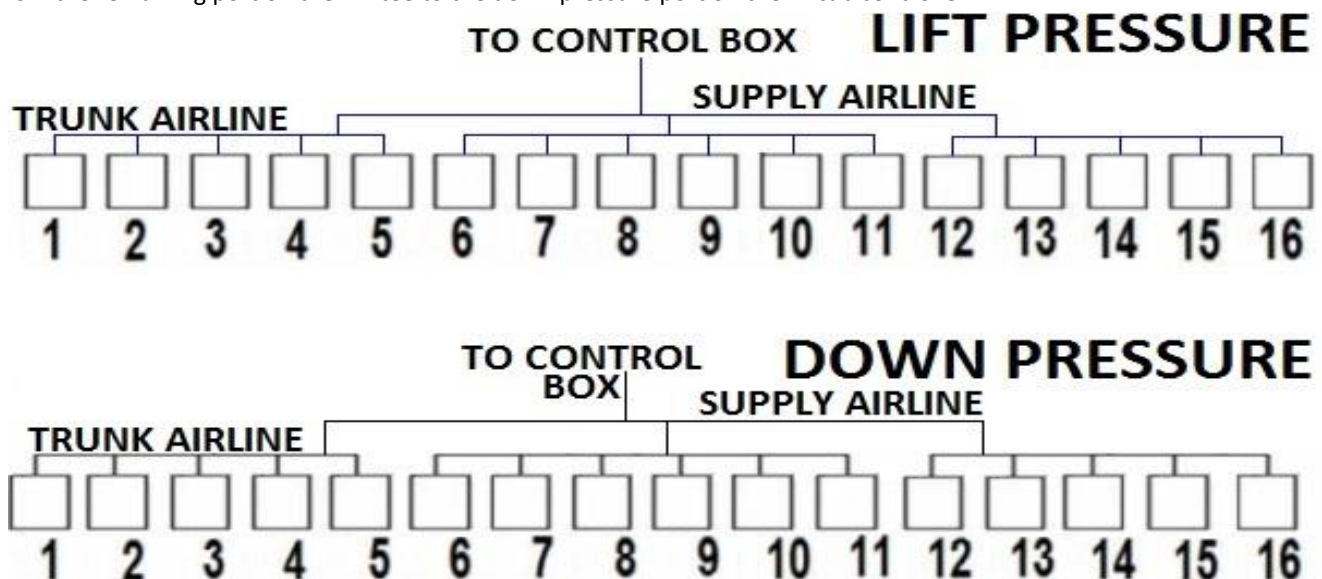 TO CONTROL BOX LIFT PRESSURE
SUPPLY AIRLINE
TRUNK AIRLINE
1 2 3 4 5 6 7 8 9 10 11 12 13 14 15 16
TO CONTROL BOX
DOWN PRESSURE
SUPPLY AIRLINE
TRUNK AIRLINE
1 2 3 4 5 6 7 8 9 10 11 12 13 14 15 16